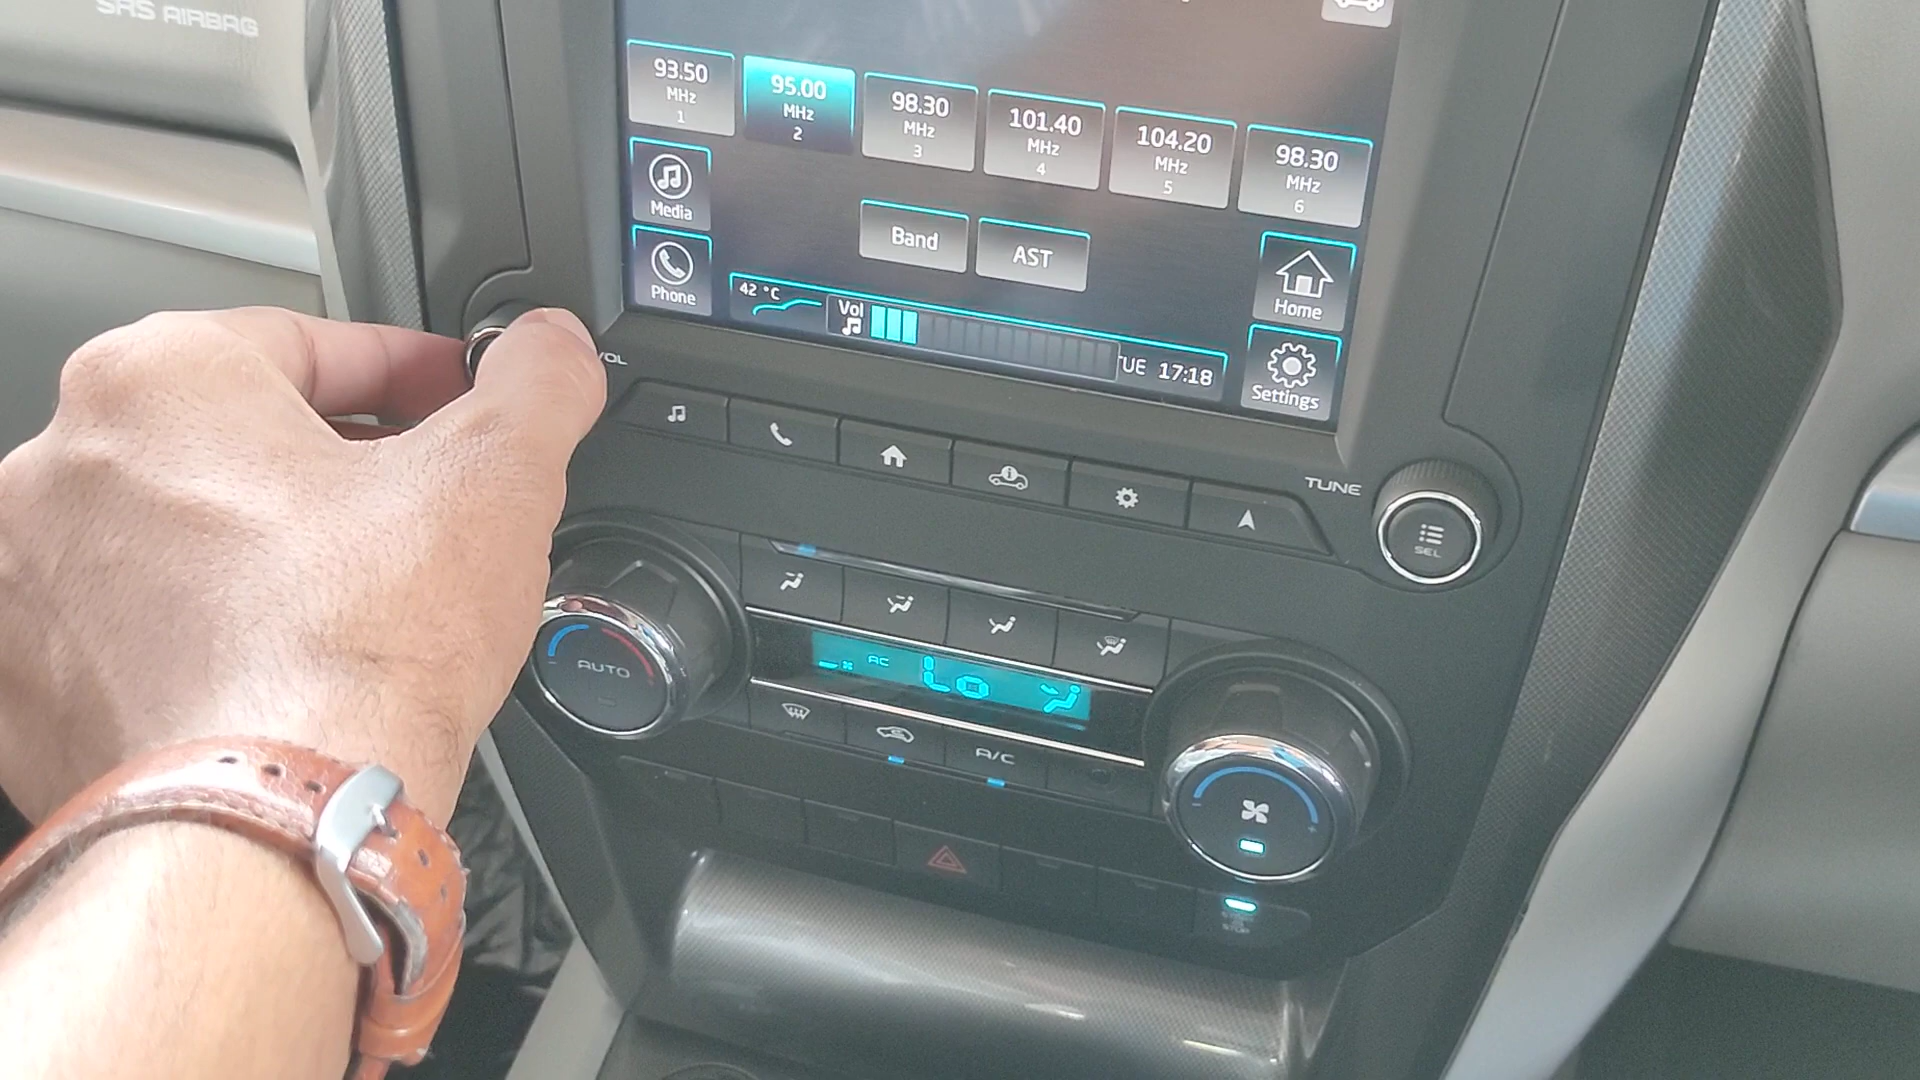 SRS AIRBAG
93.50
MHz
1
95.00
MHz
2
98.30
MHz
3
101.40
MHz
4
104.20
MHz
5
98.30
MHz
6
Media
Band
AST
Phone
Home
42 °C
Vol
TUE 17:18
Settings
VOL
TUNE
SEL
AUTO
AC
Lo
A/C
STOP